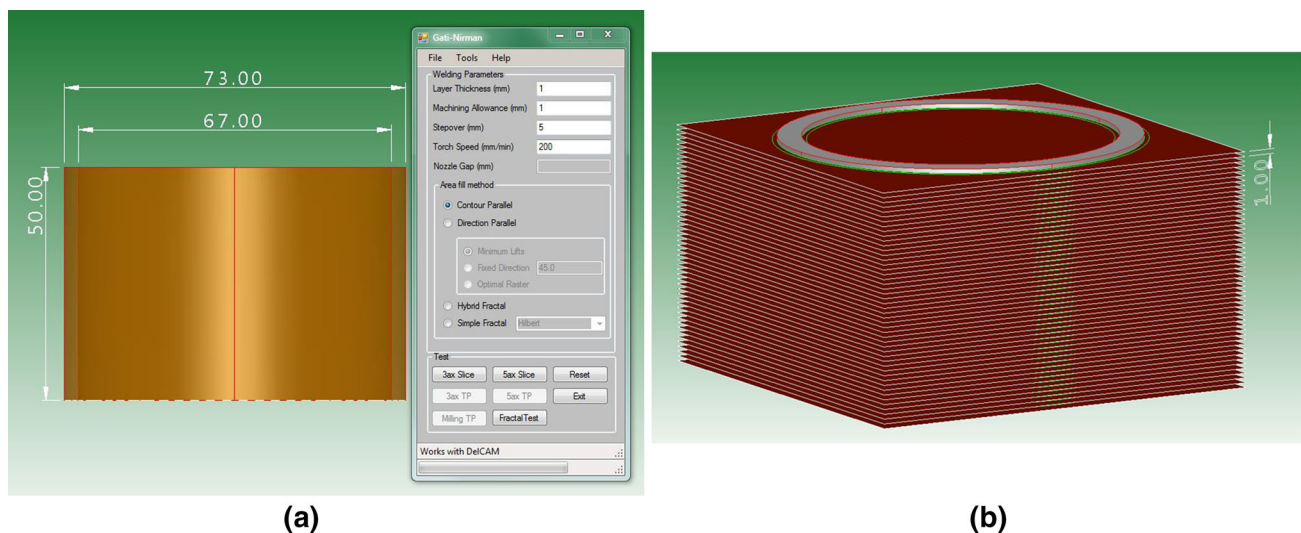 73.00
67.00
50.00
Gati-Nirman
File Tools Help
Welding Parameters
Layer Thickness (mm) 1
Machining Allowance (mm) 1
Stepover (mm) 5
Torch Speed (mm/min) 200
Nozzle Gap (mm)
Area fill method
Contour Parallel
Direction Parallel
Minimum Lifts
Fixed Direction 45.0
Optimal Raster
Hybrid Fractal
Simple Fractal Hilbert
Test
3ax Slice 5ax Slice Reset
3ax TP 5ax TP Exit
Milling TP FractalTest
Works with DelCAM
(a)
1.00
(b)